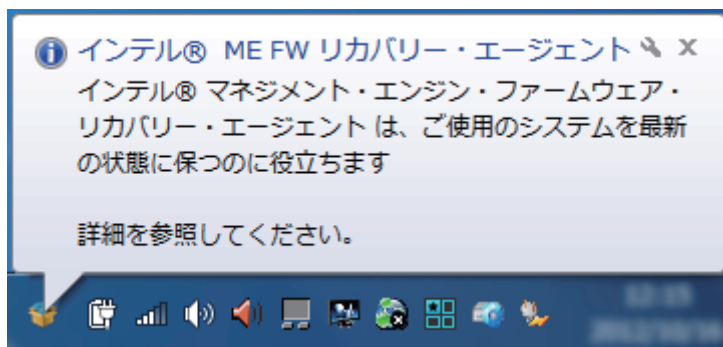 インテル® ME FW リカバリー・エージェント
インテル® マネジメント・エンジン・ファームウェア・
リカバリー・エージェント は、ご使用のシステムを最新
の状態に保つのに役立ちます
詳細を参照してください。